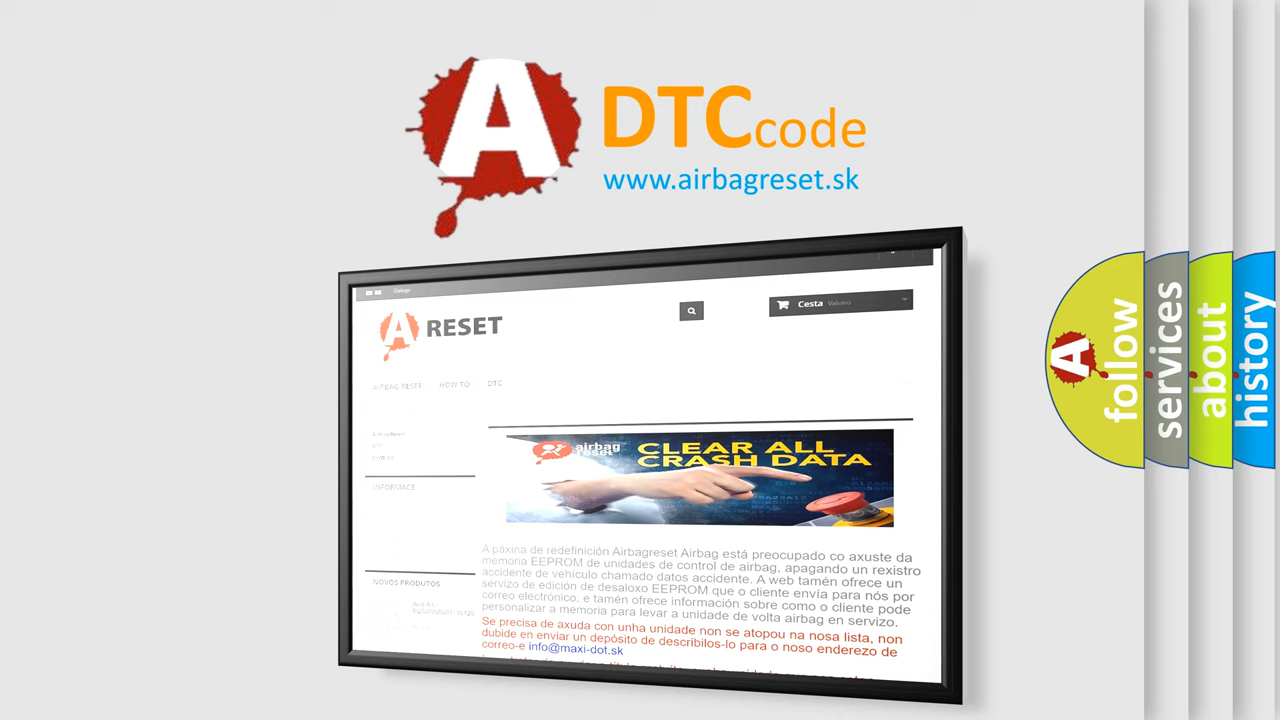 A
DTCcode
www.airbagreset.sk
Galego
A RESET
Cesta Valeiro
AIRBAG RESET HOW TO DTC
INFORMACE
NOVOS PRODUTOS
airbag
reset
CLEAR ALL
CRASH DATA
A páxina de redefinición Airbagreset Airbag está preocupado co axuste da
memoria EEPROM de unidades de control de airbag, apagando un rexistro
accidente de vehículo chamado datos accidente. A web tamén ofrece un
servizo de edición de desaloxo EEPROM que o cliente envía para nós por
correo electrónico, e tamén ofrece información sobre como o cliente pode
personalizar a memoria para levar a unidade de volta airbag en servizo.
Se precisa de axuda con unha unidade non se atopou na nosa lista, non
dubide en enviar un depósito de describilos-lo para o noso enderezo de
correo-e info@maxi-dot.sk
A
follow
services
about
history